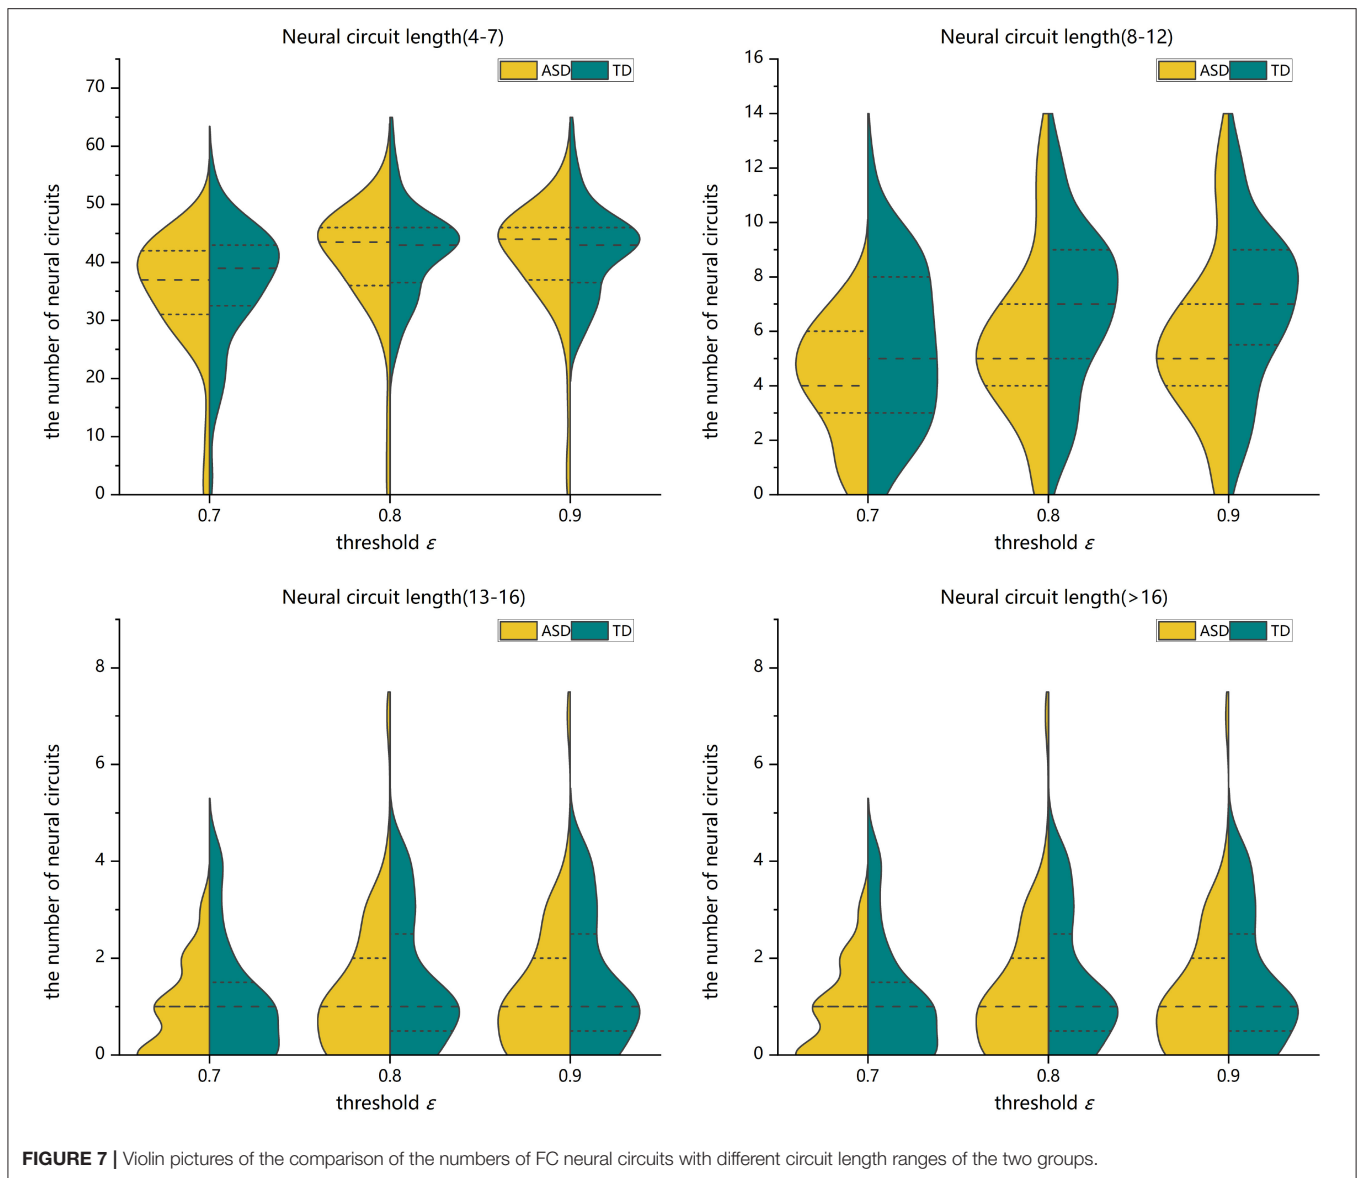 Neural circuit length(4-7)
ASD TD
the number of neural circuits
70
60
50
40
30
20
10
0
0.7 0.8 0.9
threshold ε
Neural circuit length(8-12)
ASD TD
the number of neural circuits
16
14
12
10
8
6
4
2
0
0.7 0.8 0.9
threshold ε
Neural circuit length(13-16)
ASD TD
the number of neural circuits
8
6
4
2
0
0.7 0.8 0.9
threshold ε
Neural circuit length(>16)
ASD TD
the number of neural circuits
8
6
4
2
0
0.7 0.8 0.9
threshold ε
FIGURE 7 | Violin pictures of the comparison of the numbers of FC neural circuits with different circuit length ranges of the two groups.